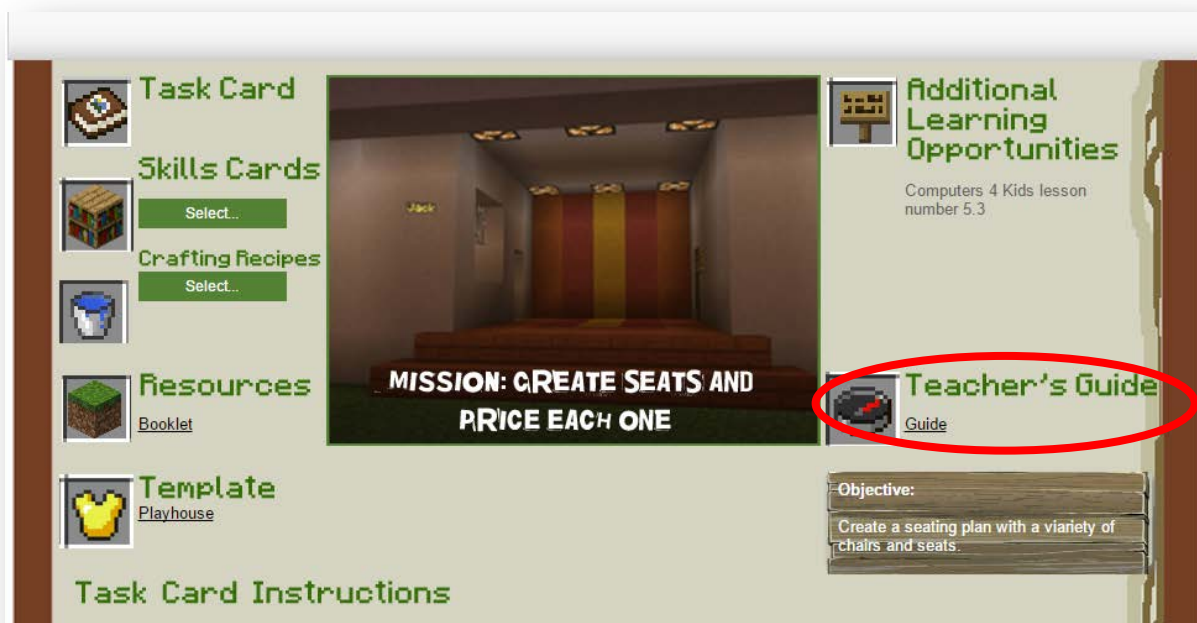 Task Card
Skills Cards
Select...
Crafting Recipes
Select...
Resources
Booklet
Template
Playhouse
Jack
MISSION: CREATE SEATS AND
PRICE EACH ONE
Additional
Learning
Opportunities
Computers 4 Kids lesson
number 5.3
Teacher's Guide
Guide
Objective:
Create a seating plan with a viariety of
chairs and seats.
Task Card Instructions